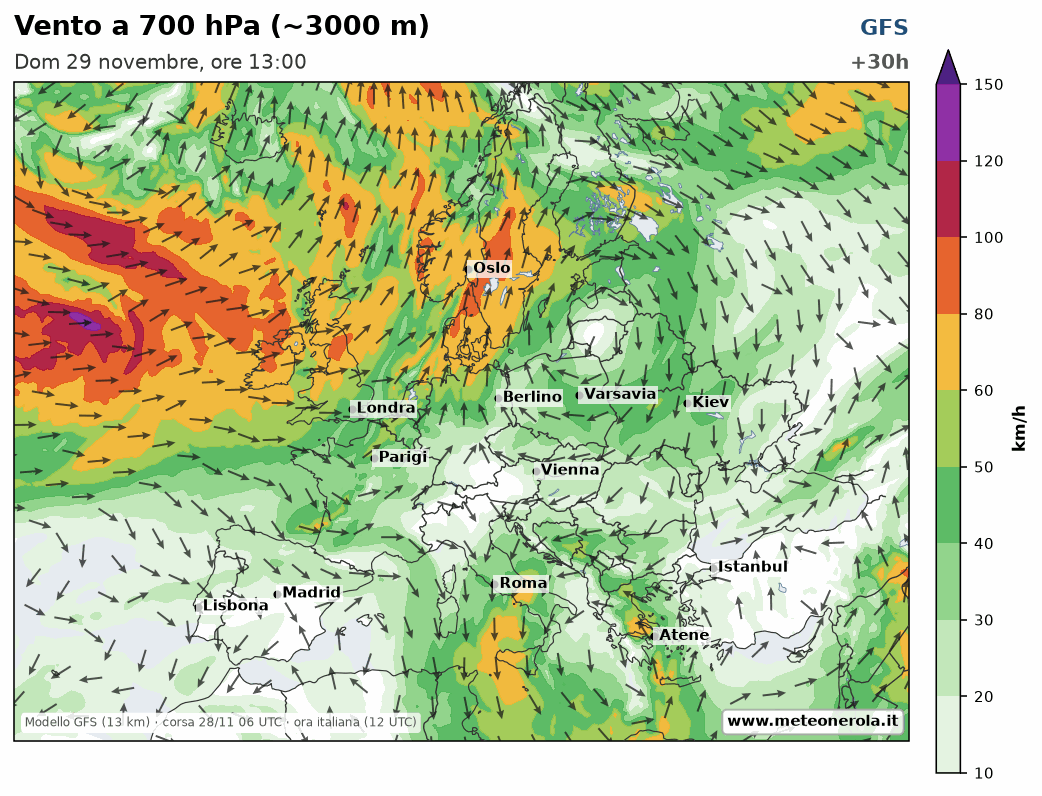 Vento a 700 hPa (~3000 m)
GFS
Dom 29 novembre, ore 13:00
+30h
150
120
100
80
60
50
40
30
20
10
km/h
Oslo
Berlino
Varsavia
Kiev
Londra
Parigi
Vienna
Istanbul
Roma
Madrid
Lisbona
Atene
Modello GFS (13 km) · corsa 28/11 06 UTC · ora italiana (12 UTC)
www.meteonerola.it